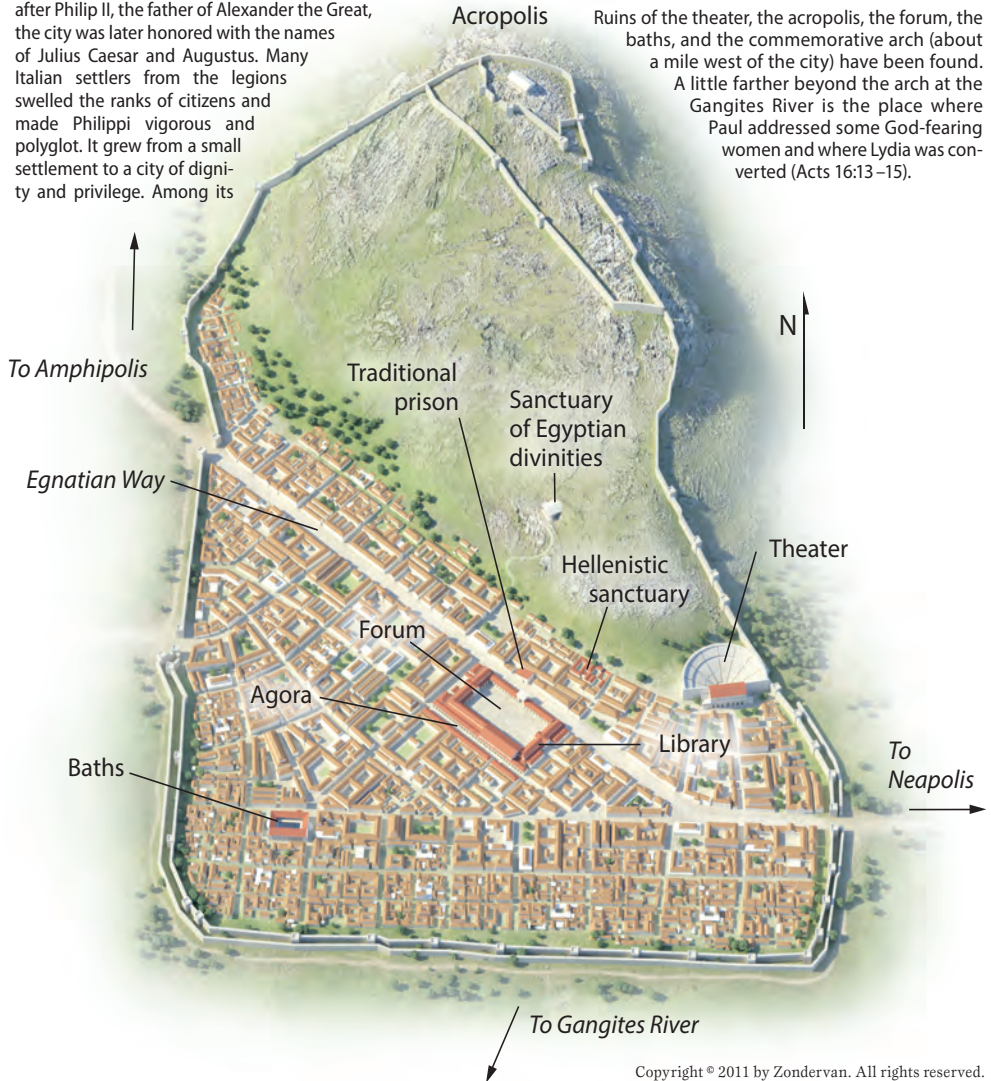 after Philip II, the father of Alexander the Great,
the city was later honored with the names
of Julius Caesar and Augustus. Many
Italian settlers from the legions
swelled the ranks of citizens and
made Philippi vigorous and
polyglot. It grew from a small
settlement to a city of digni-
ty and privilege. Among its
Acropolis
Ruins of the theater, the acropolis, the forum, the
baths, and the commemorative arch (about
a mile west of the city) have been found.
A little farther beyond the arch at the
Gangites River is the place where
Paul addressed some God-fearing
women and where Lydia was con-
verted (Acts 16:13–15).
N
To Amphipolis
Traditional
prison
Sanctuary
of Egyptian
divinities
Egnatian Way
Theater
Hellenistic
sanctuary
Forum
Agora
Library
Baths
To
Neapolis
To Gangites River
Copyright © 2011 by Zondervan. All rights reserved.